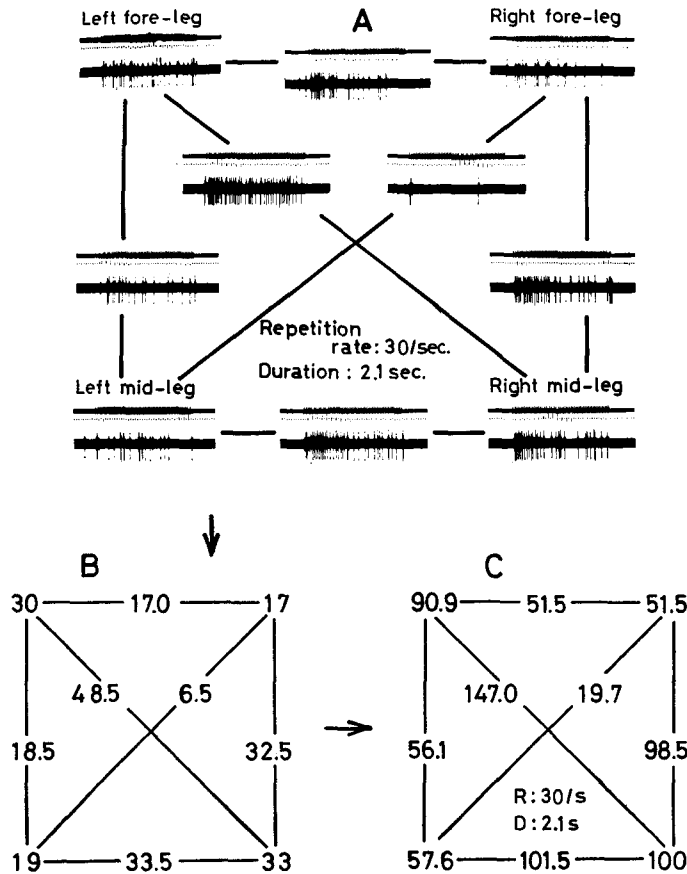 Left fore-leg A Right fore-leg
Repetition
rate: 30/sec.
Duration : 2.1 sec.
Left mid-leg Right mid-leg
B C
30 17.0 17 90.9 51.5 51.5
48.5 6.5 147.0 19.7
18.5 32.5 56.1 98.5
R: 30/s
D: 2.1s
19 33.5 33 57.6 101.5 100